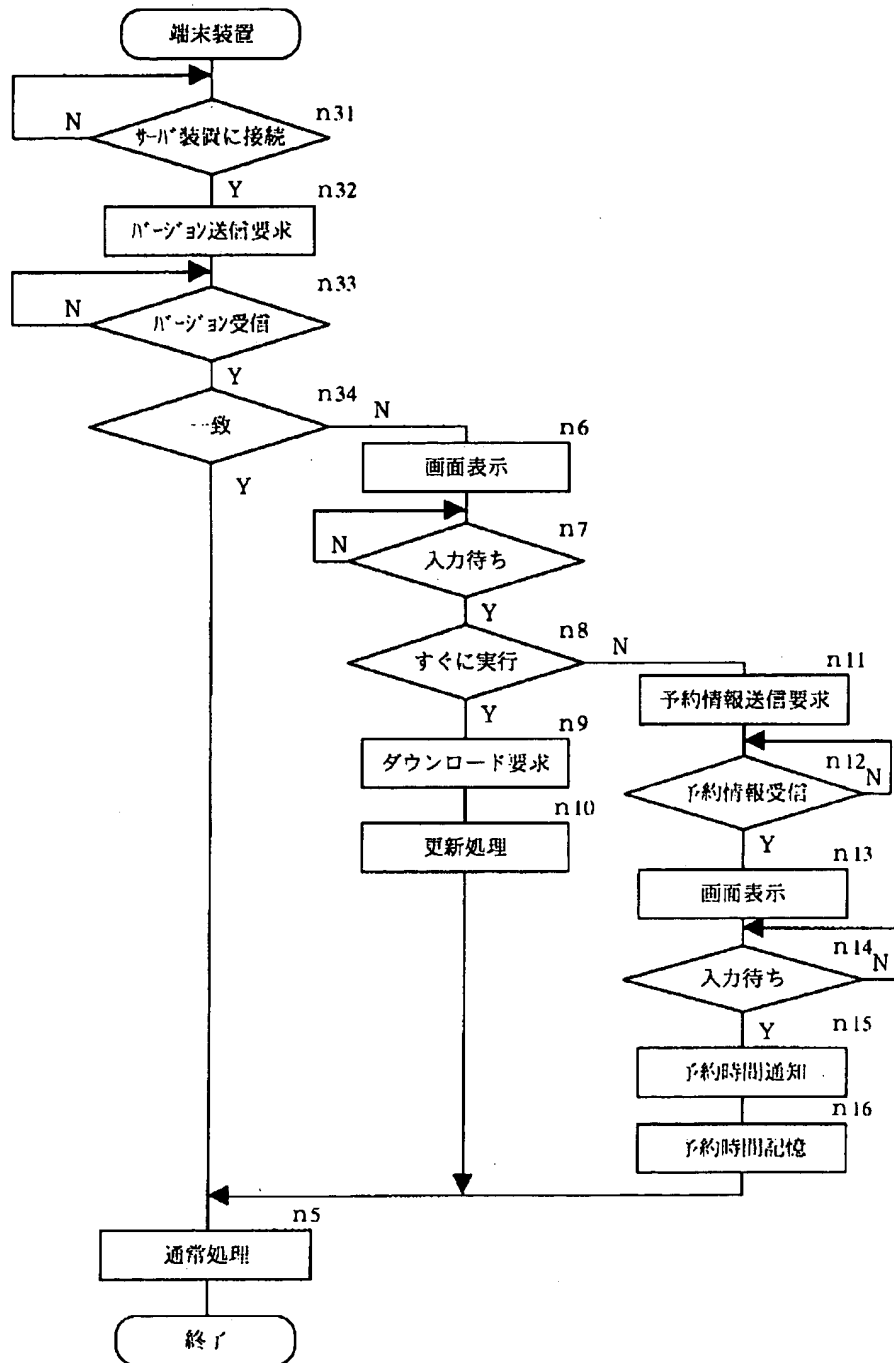 端末装置
n31
N
サーバ装置に接続
Y
n32
バージョン送信要求
n33
N
バージョン受信
Y
n34
一致
N
Y
n6
画面表示
n7
N
入力待ち
Y
n8
すぐに実行
N
Y
n9
ダウンロード要求
n10
更新処理
n11
予約情報送信要求
n12
予約情報受信
N
Y
n13
画面表示
n14
入力待ち
N
Y
n15
予約時間通知
n16
予約時間記憶
n5
通常処理
終了